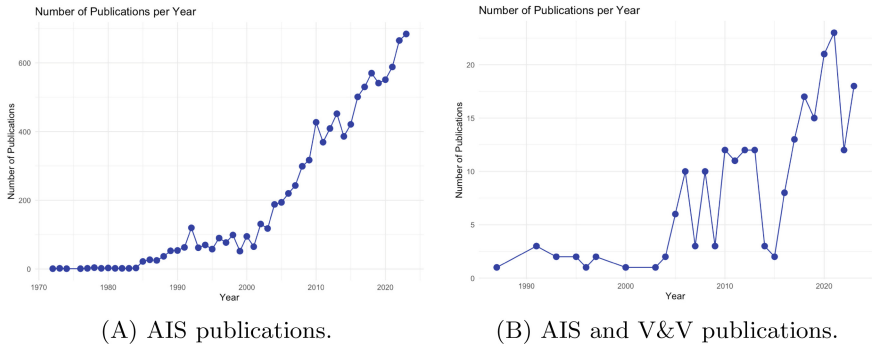 Number of Publications per Year
Number of Publications
600
400
200
0
1970
1980
1990
2000
2010
2020
Year
(A) AIS publications.
Number of Publications per Year
Number of Publications
20
15
10
5
0
1990
2000
2010
2020
Year
(B) AIS and V&V publications.